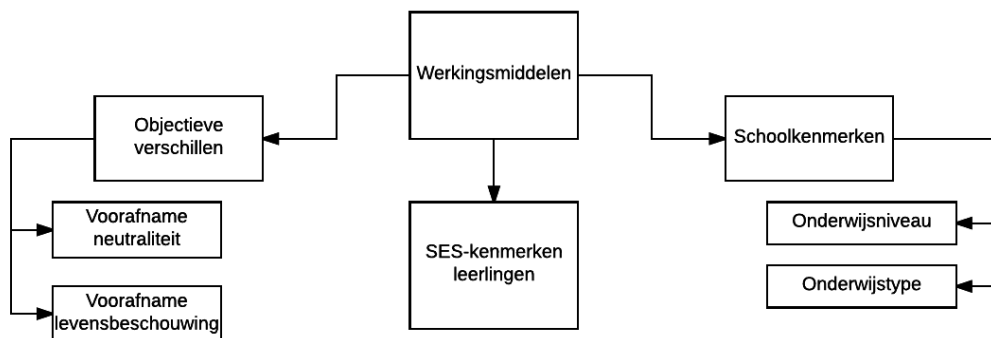 Werkingsmiddelen
Objectieve
verschillen
Schoolkenmerken
Voorafname
neutraliteit
SES-kenmerken
leerlingen
Onderwijsniveau
Onderwijstype
Voorafname
levensbeschouwing